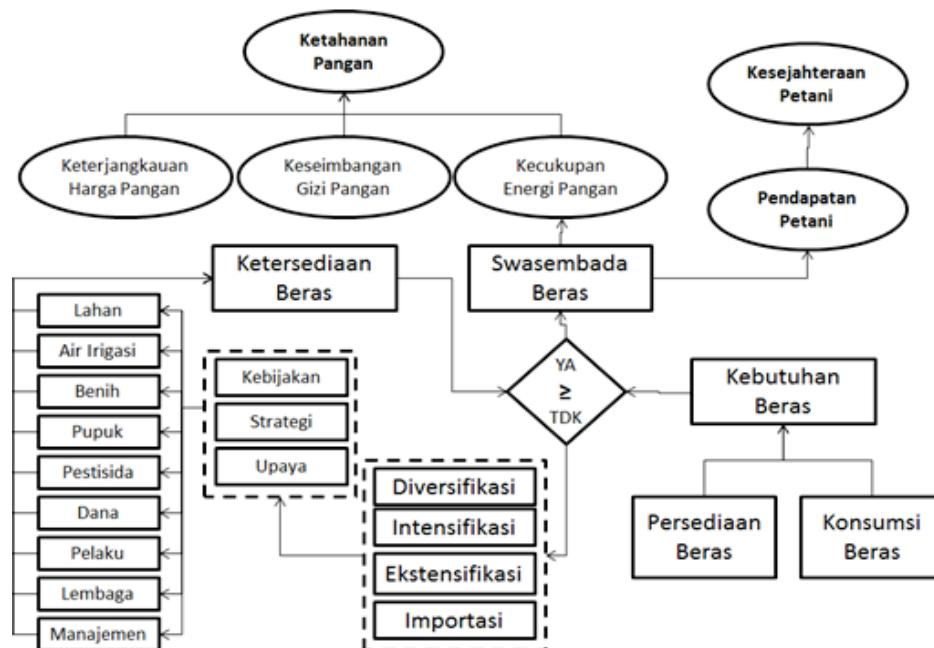 Ketahanan
Pangan
Kesejahteraan
Petani
Keterjangkauan
Harga Pangan
Keseimbangan
Gizi Pangan
Kecukupan
Energi Pangan
Pendapatan
Petani
Ketersediaan
Beras
Swasembada
Beras
Lahan
Air Irigasi
Benih
Pupuk
Pestisida
Dana
Pelaku
Lembaga
Manajemen
Kebijakan
Strategi
Upaya
YA
≥
TDK
Kebutuhan
Beras
Diversifikasi
Intensifikasi
Ekstensifikasi
Importasi
Persediaan
Beras
Konsumsi
Beras